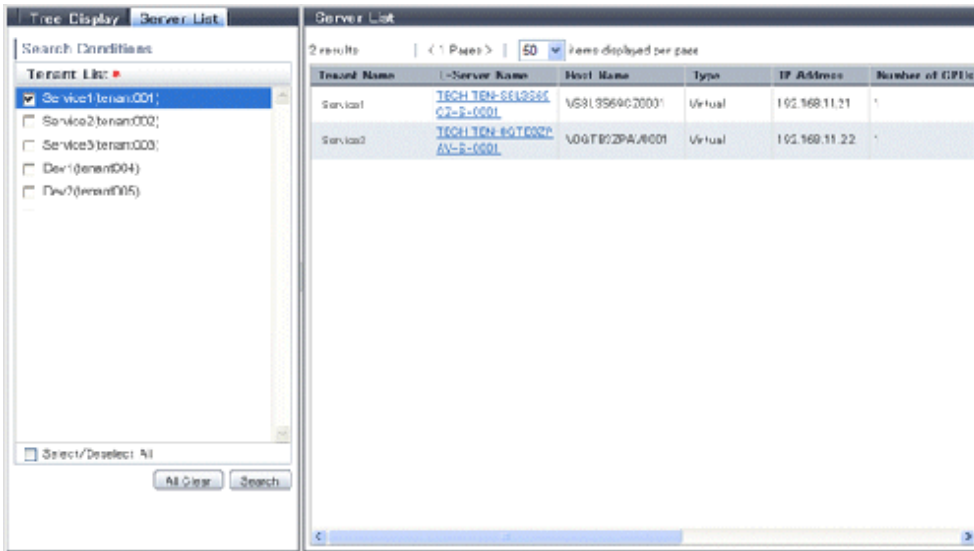 Tree Display Server List
Search Conditions
Tenant List *
Service1(tenant001)
Service2(tenant002)
Service3(tenant003)
Dev1(tenant004)
Dev2(tenant005)
Select/Deselect All
All Clear Search
Server List
2 results | < 1 Pages > | 50 items displayed per page
Tenant Name L-Server Name Host Name Type IP Address Number of CPUs
Service1 Virtual 192.168.11.21 1
Virtual 192.168.11.22 1